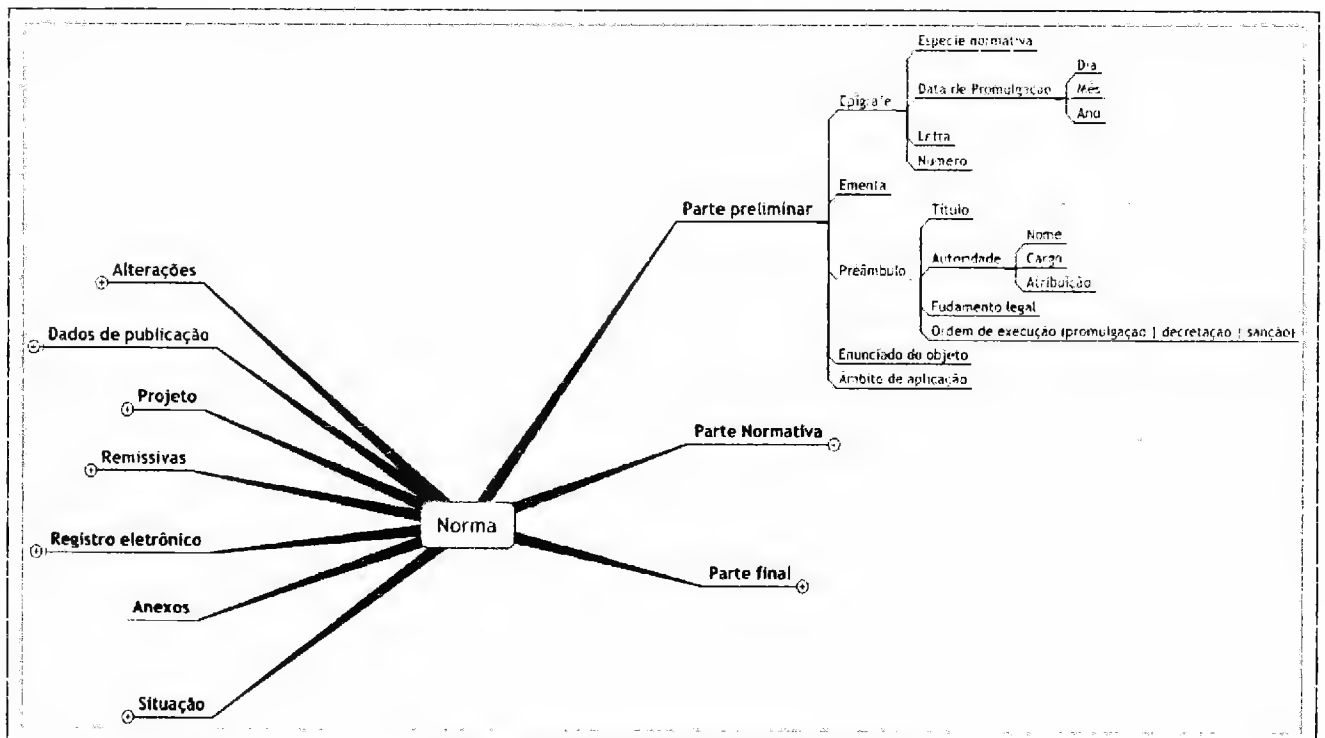 Espécie normativa
Dia
Data de Promulgação
Mês
Ano
Epígrafe
Letra
Número
Ementa
Parte preliminar
Título
Nome
Autoridade
Cargo
Atribuição
Preâmbulo
Fudamento legal
Ordem de execução (promulgação | decretação | sanção)
Enunciado do objeto
Âmbito de aplicação
Alterações
Dados de publicação
Projeto
Remissivas
Registro eletrônico
Anexos
Situação
Norma
Parte Normativa
Parte final